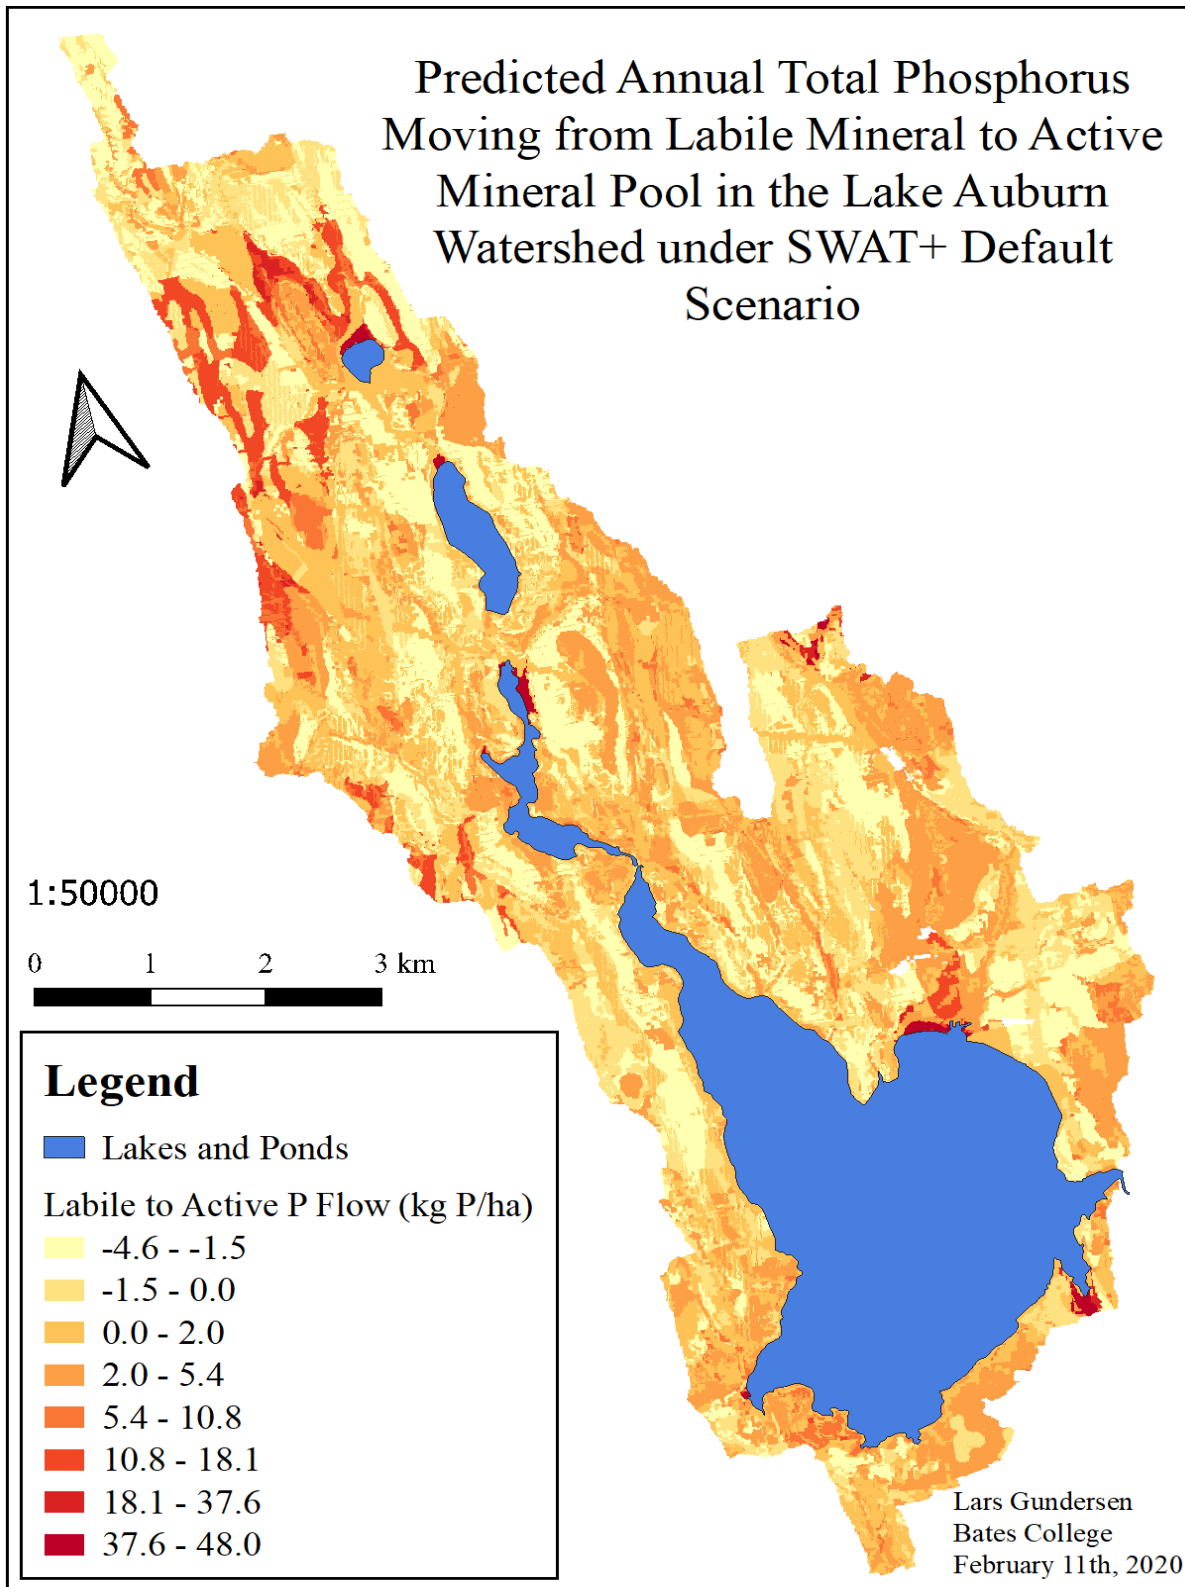 Predicted Annual Total Phosphorus
Moving from Labile Mineral to Active
Mineral Pool in the Lake Auburn
Watershed under SWAT+ Default
Scenario
1:50000
0 1 2 3 km
Legend
Lakes and Ponds
Labile to Active P Flow (kg P/ha)
-4.6 - -1.5
-1.5 - 0.0
0.0 - 2.0
2.0 - 5.4
5.4 - 10.8
10.8 - 18.1
18.1 - 37.6
37.6 - 48.0
Lars Gundersen
Bates College
February 11th, 2020